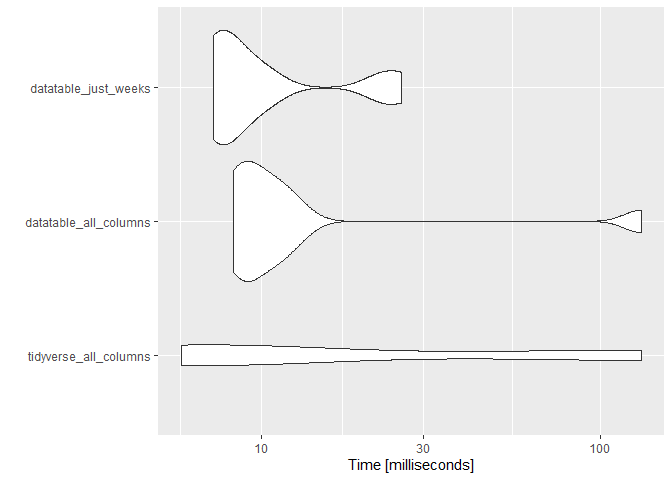 datatable_just_weeks
datatable_all_columns
tidyverse_all_columns
10 30 100
Time [milliseconds]